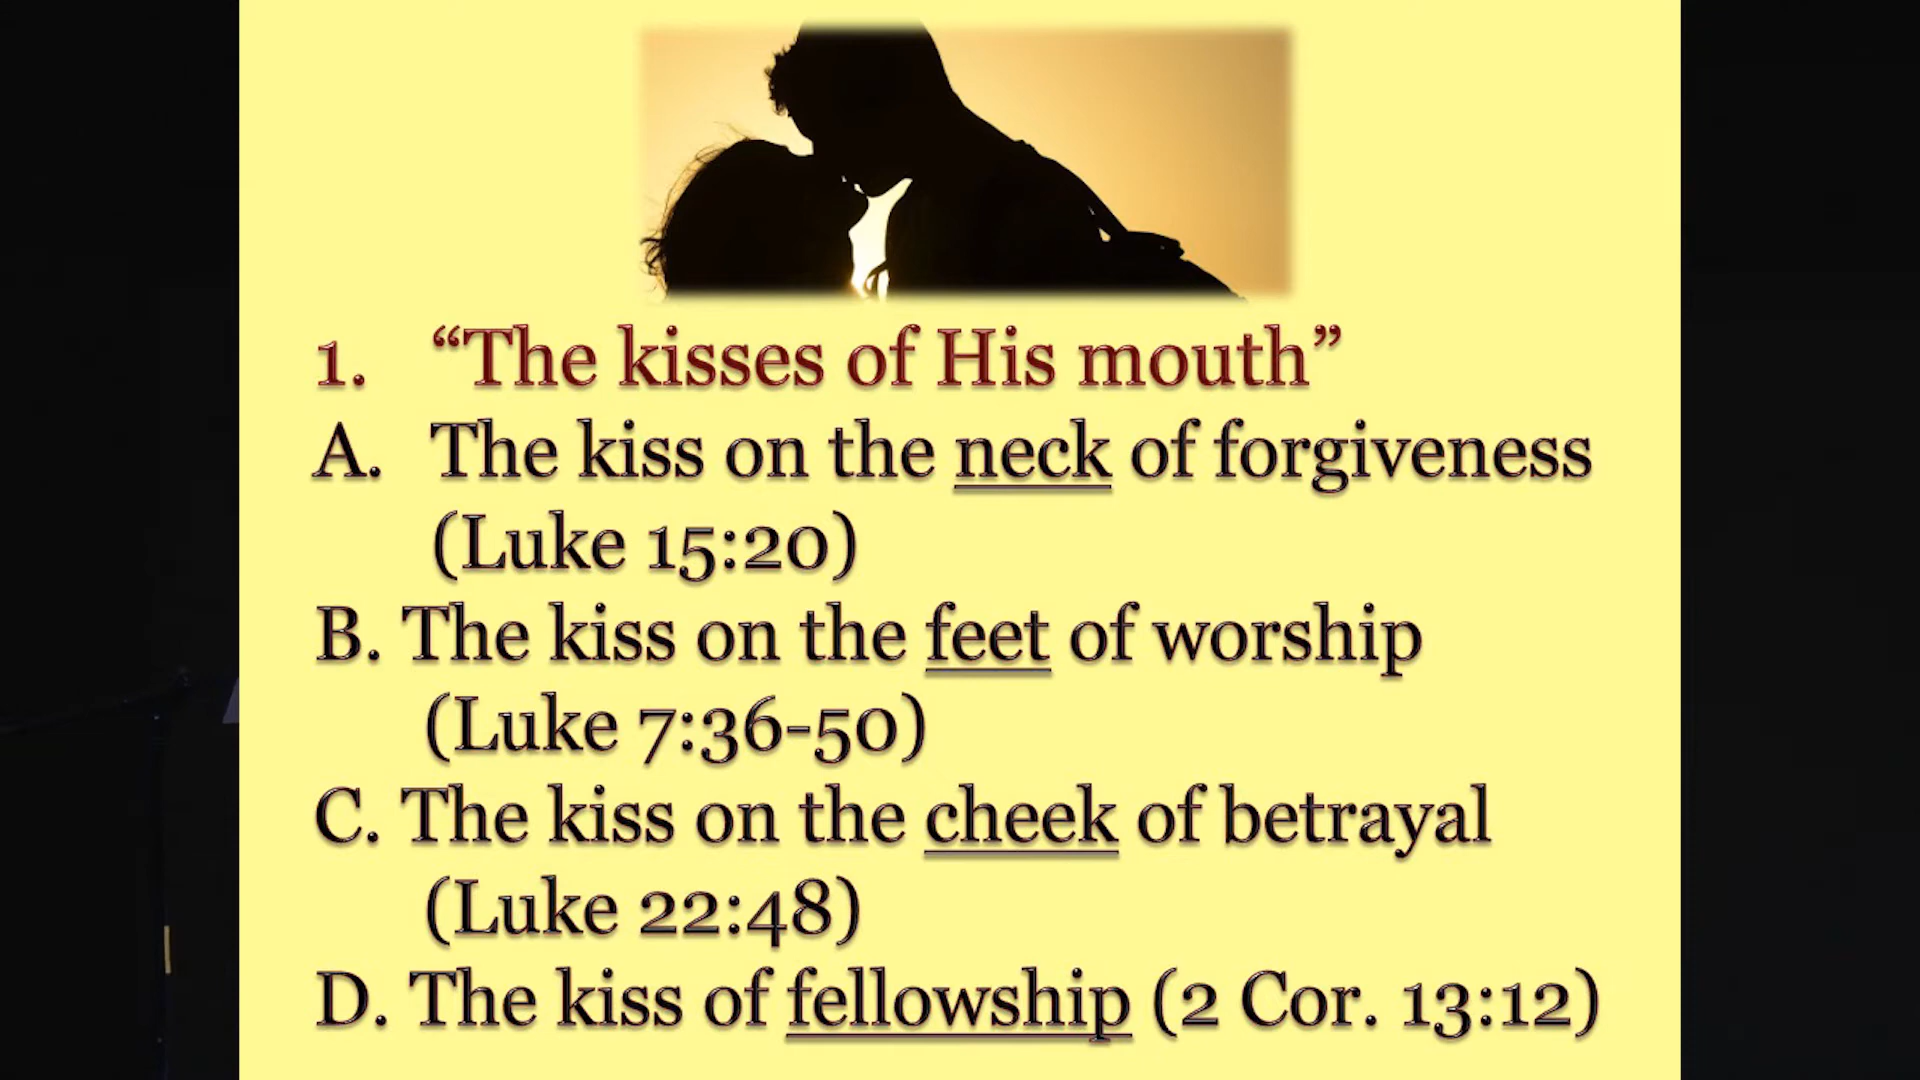 1. “The kisses of His mouth”
A. The kiss on the neck of forgiveness
(Luke 15:20)
B. The kiss on the feet of worship
(Luke 7:36-50)
C. The kiss on the cheek of betrayal
(Luke 22:48)
D. The kiss of fellowship (2 Cor. 13:12)